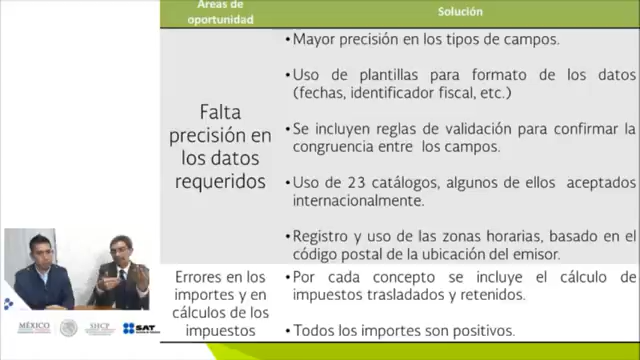 Áreas de
oportunidad
Solución
Falta
precisión en
los datos
requeridos
•Mayor precisión en los tipos de campos.
•Uso de plantillas para formato de los datos
(fechas, identificador fiscal, etc.)
•Se incluyen reglas de validación para confirmar la
congruencia entre los campos.
•Uso de 23 catálogos, algunos de ellos aceptados
internacionalmente.
•Registro y uso de las zonas horarias, basado en el
código postal de la ubicación del emisor.
Errores en los
importes y en
cálculos de los
impuestos
•Por cada concepto se incluye el cálculo de
impuestos trasladados y retenidos.
•Todos los importes son positivos.
MÉXICO
SHCP
SAT